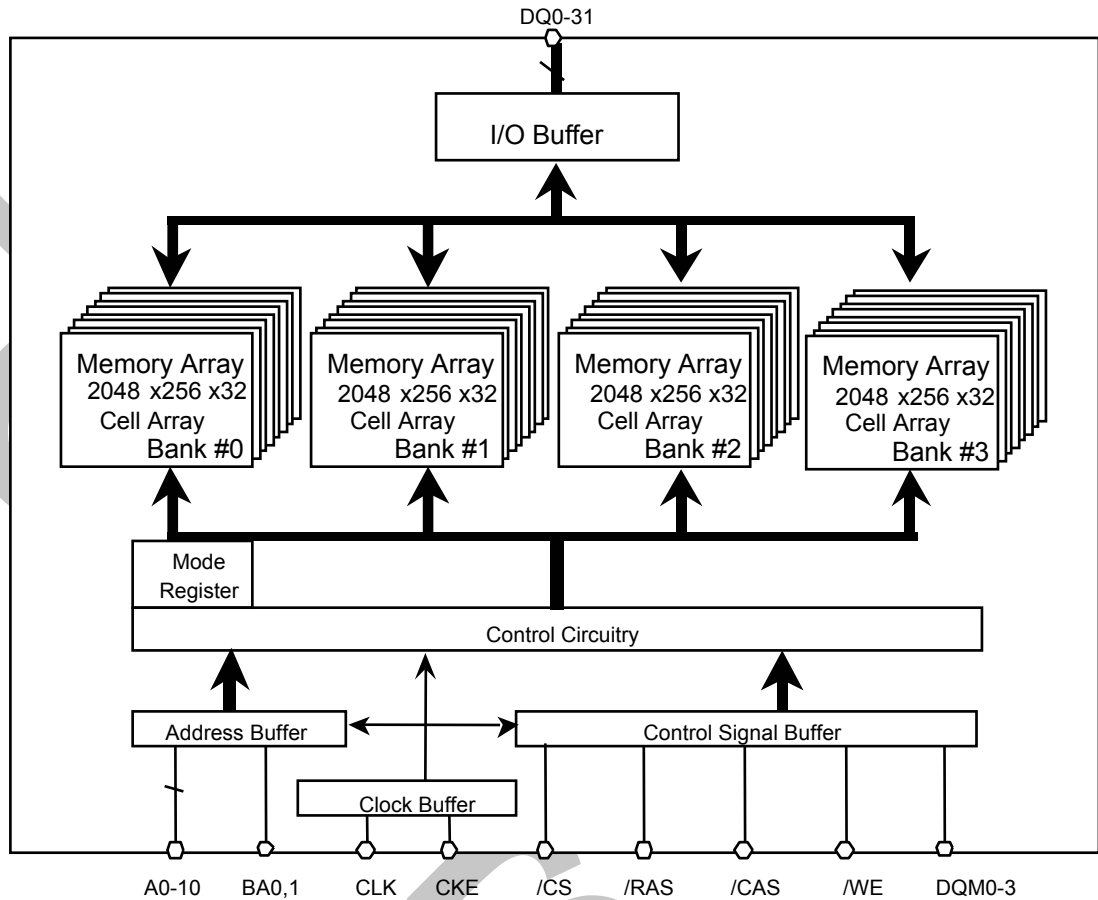 DQ0-31
I/O Buffer
Memory Array
2048 x256 x32
Cell Array
Bank #0
Memory Array
2048 x256 x32
Cell Array
Bank #1
Memory Array
2048 x256 x32
Cell Array
Bank #2
Memory Array
2048 x256 x32
Cell Array
Bank #3
Mode
Register
Control Circuitry
Address Buffer
Control Signal Buffer
Clock Buffer
A0-10 BA0,1 CLK CKE /CS /RAS /CAS /WE DQM0-3